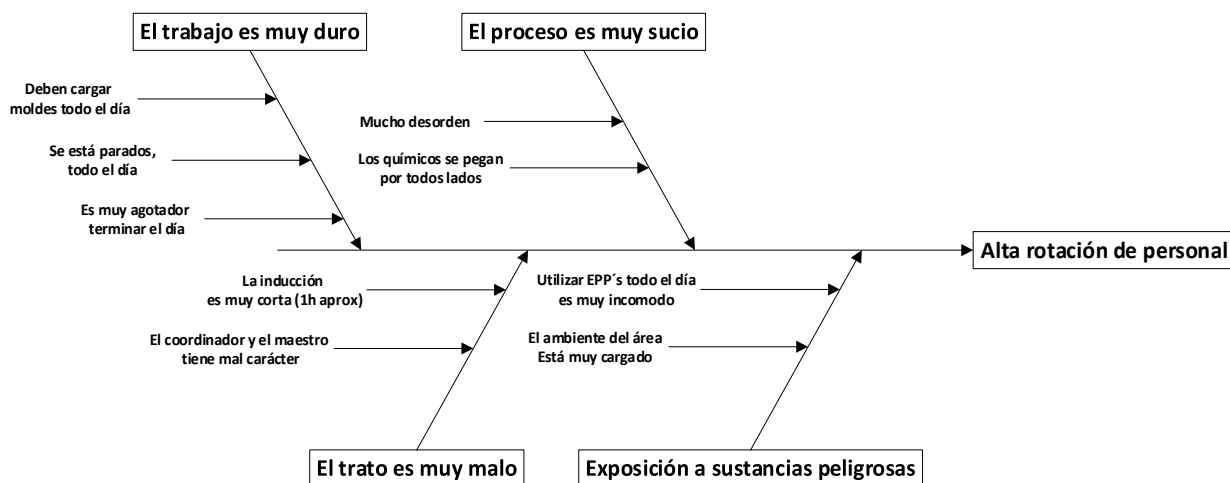 El trabajo es muy duro
El proceso es muy sucio
Deben cargar
moldes todo el día
Mucho desorden
Se está parados,
todo el día
Los químicos se pegan
por todos lados
Es muy agotador
terminar el día
Alta rotación de personal
La inducción
es muy corta (1h aprox)
Utilizar EPP´s todo el día
es muy incomodo
El coordinador y el maestro
tiene mal carácter
El ambiente del área
Está muy cargado
El trato es muy malo
Exposición a sustancias peligrosas